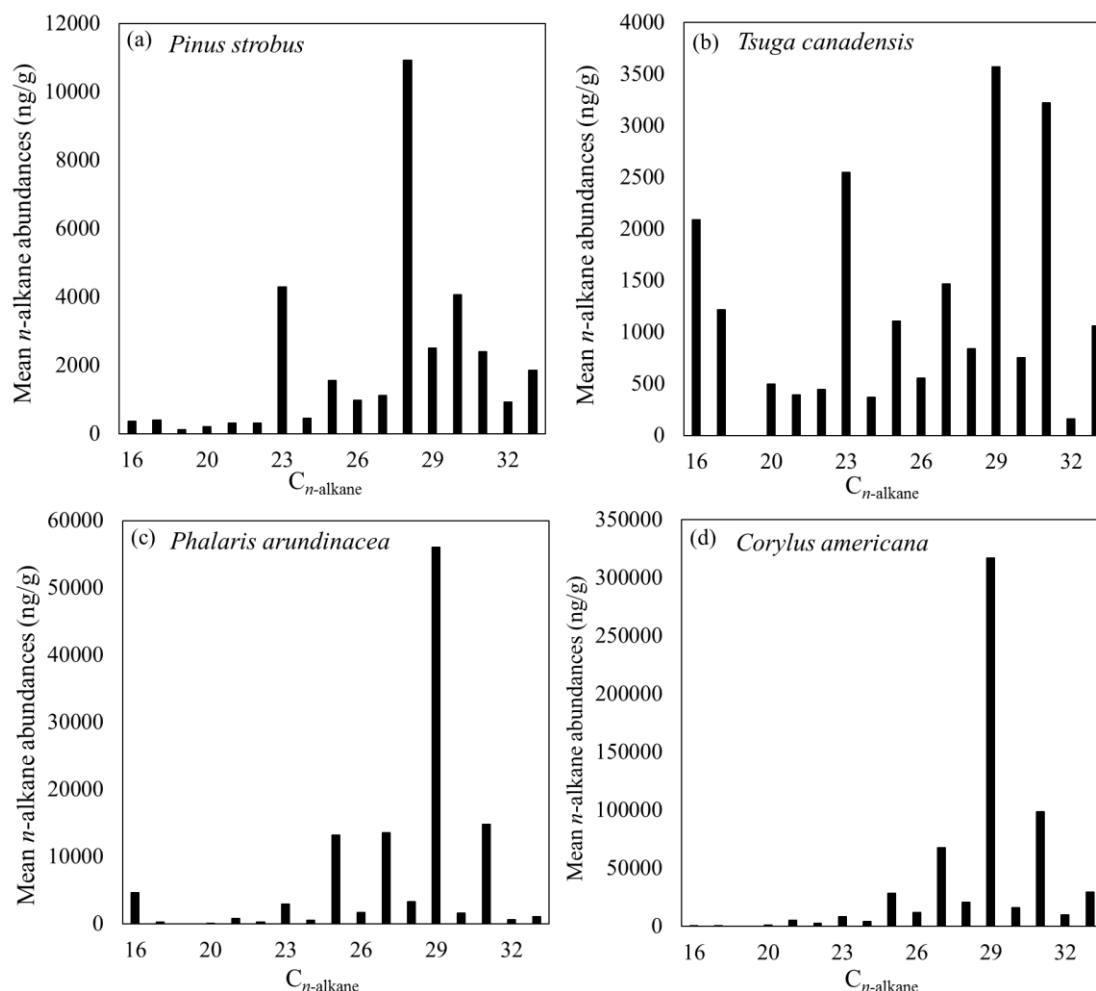 (a) Pinus strobus
Mean n-alkane abundances (ng/g)
12000
10000
8000
6000
4000
2000
0
16 20 23 26 29 32
Cn-alkane
(b) Tsuga canadensis
Mean n-alkane abundances (ng/g)
4000
3500
3000
2500
2000
1500
1000
500
0
16 20 23 26 29 32
Cn-alkane
(c) Phalaris arundinacea
Mean n-alkane abundances (ng/g)
60000
50000
40000
30000
20000
10000
0
16 20 23 26 29 32
Cn-alkane
(d) Corylus americana
Mean n-alkane abundances (ng/g)
350000
300000
250000
200000
150000
100000
50000
0
16 20 23 26 29 32
Cn-alkane